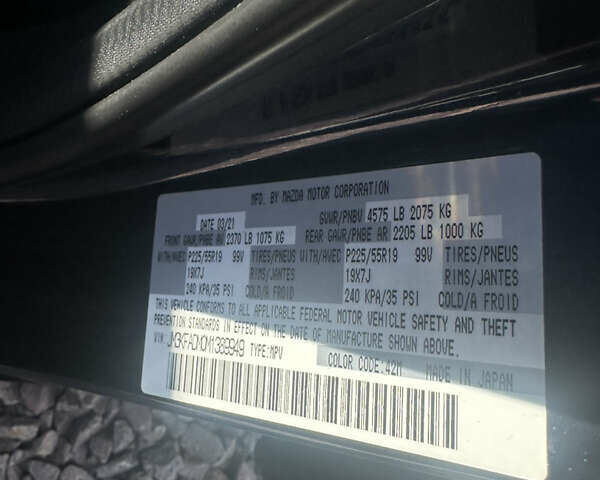 MFD. BY MAZDA MOTOR CORPORATION
DATE 03/21 GVWR/PNBV 4575 LB 2075 KG
FRONT GAWR/PNBE AV 2370 LB 1075 KG REAR GAWR/PNBE AR 2205 LB 1000 KG
WITH/AVEC P225/55R19 99V TIRES/PNEUS WITH/AVEC P225/55R19 99V TIRES/PNEUS
19X7J RIMS/JANTES 19X7J RIMS/JANTES
240 KPA/35 PSI COLD/A FROID 240 KPA/35 PSI COLD/A FROID
THIS VEHICLE CONFORMS TO ALL APPLICABLE FEDERAL MOTOR VEHICLE SAFETY AND THEFT
PREVENTION STANDARDS IN EFFECT ON THE DATE OF MANUFACTURE SHOWN ABOVE.
VIN: TYPE:MPV COLOR CODE:42M MADE IN JAPAN